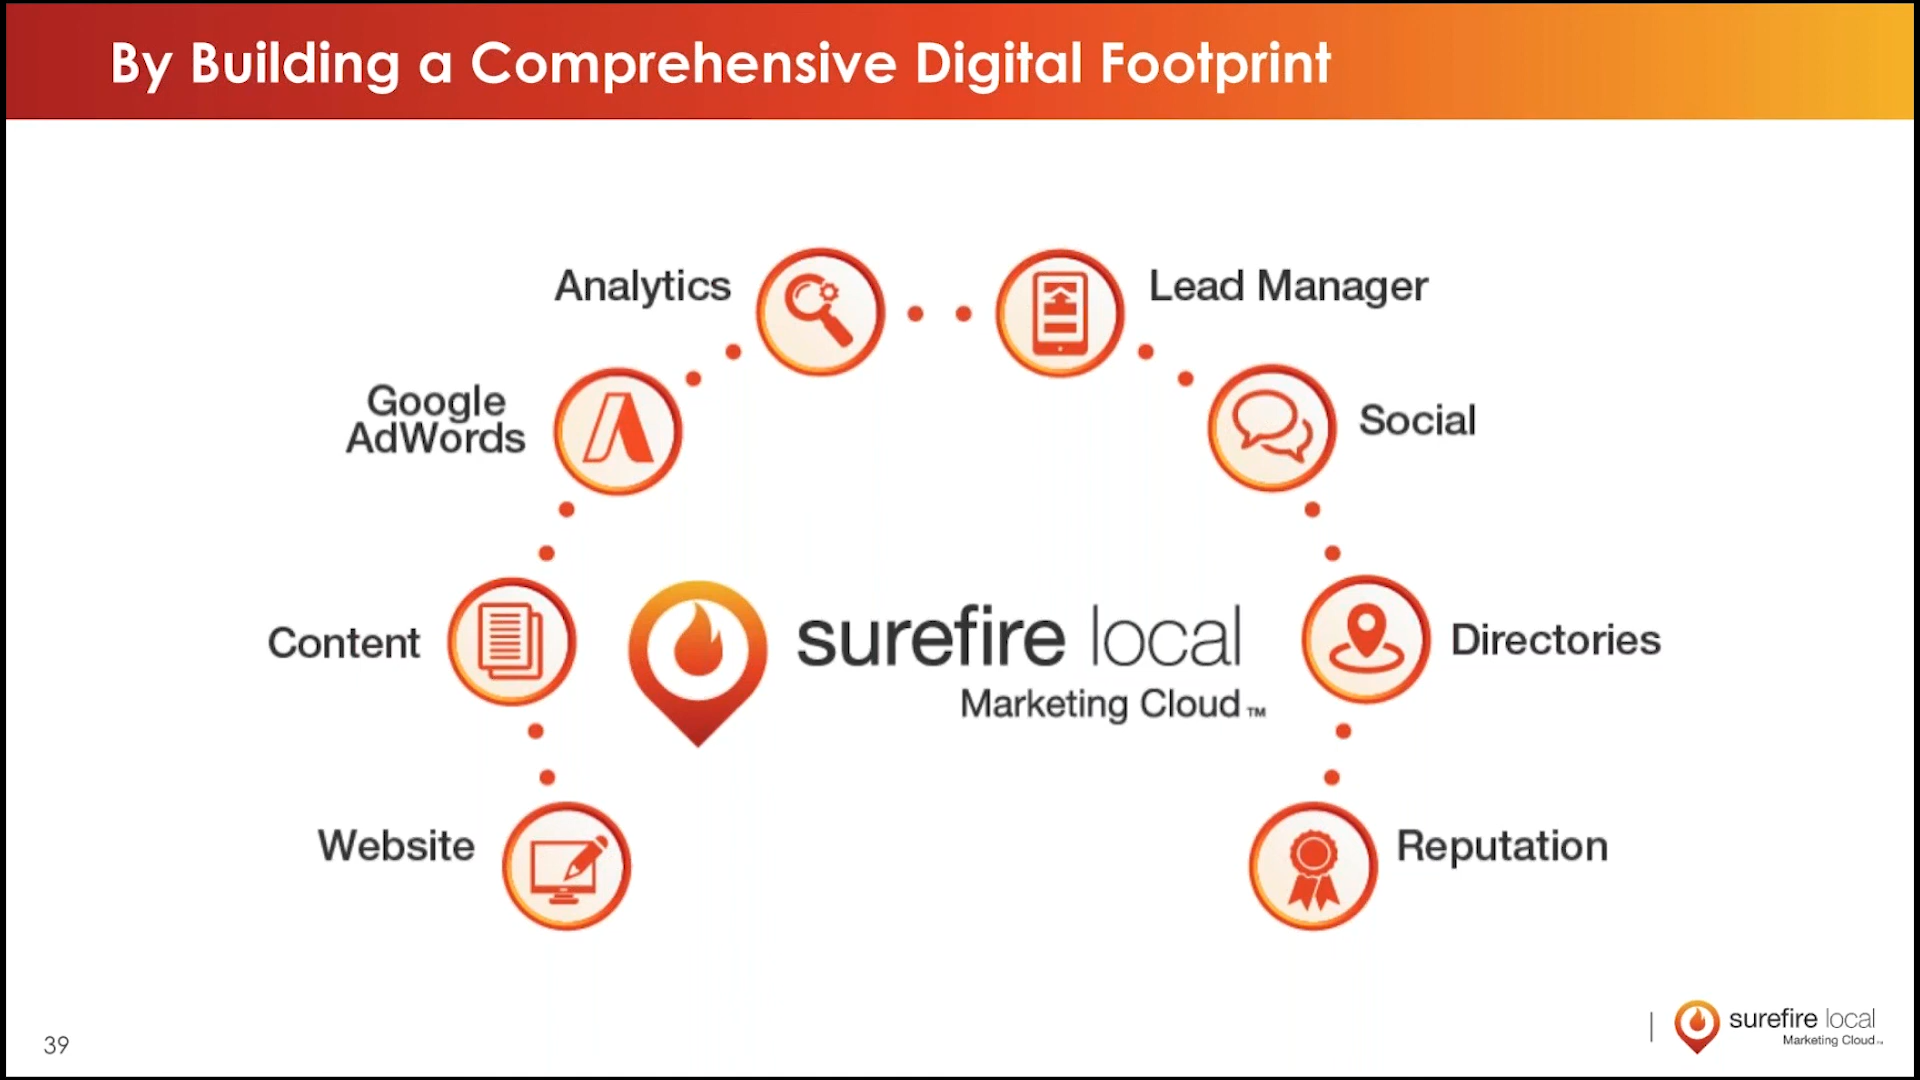 By Building a Comprehensive Digital Footprint
Analytics
Lead Manager
Google
AdWords
Social
Content
surefire local
Marketing Cloud™
Directories
Website
Reputation
39
surefire local
Marketing Cloud™